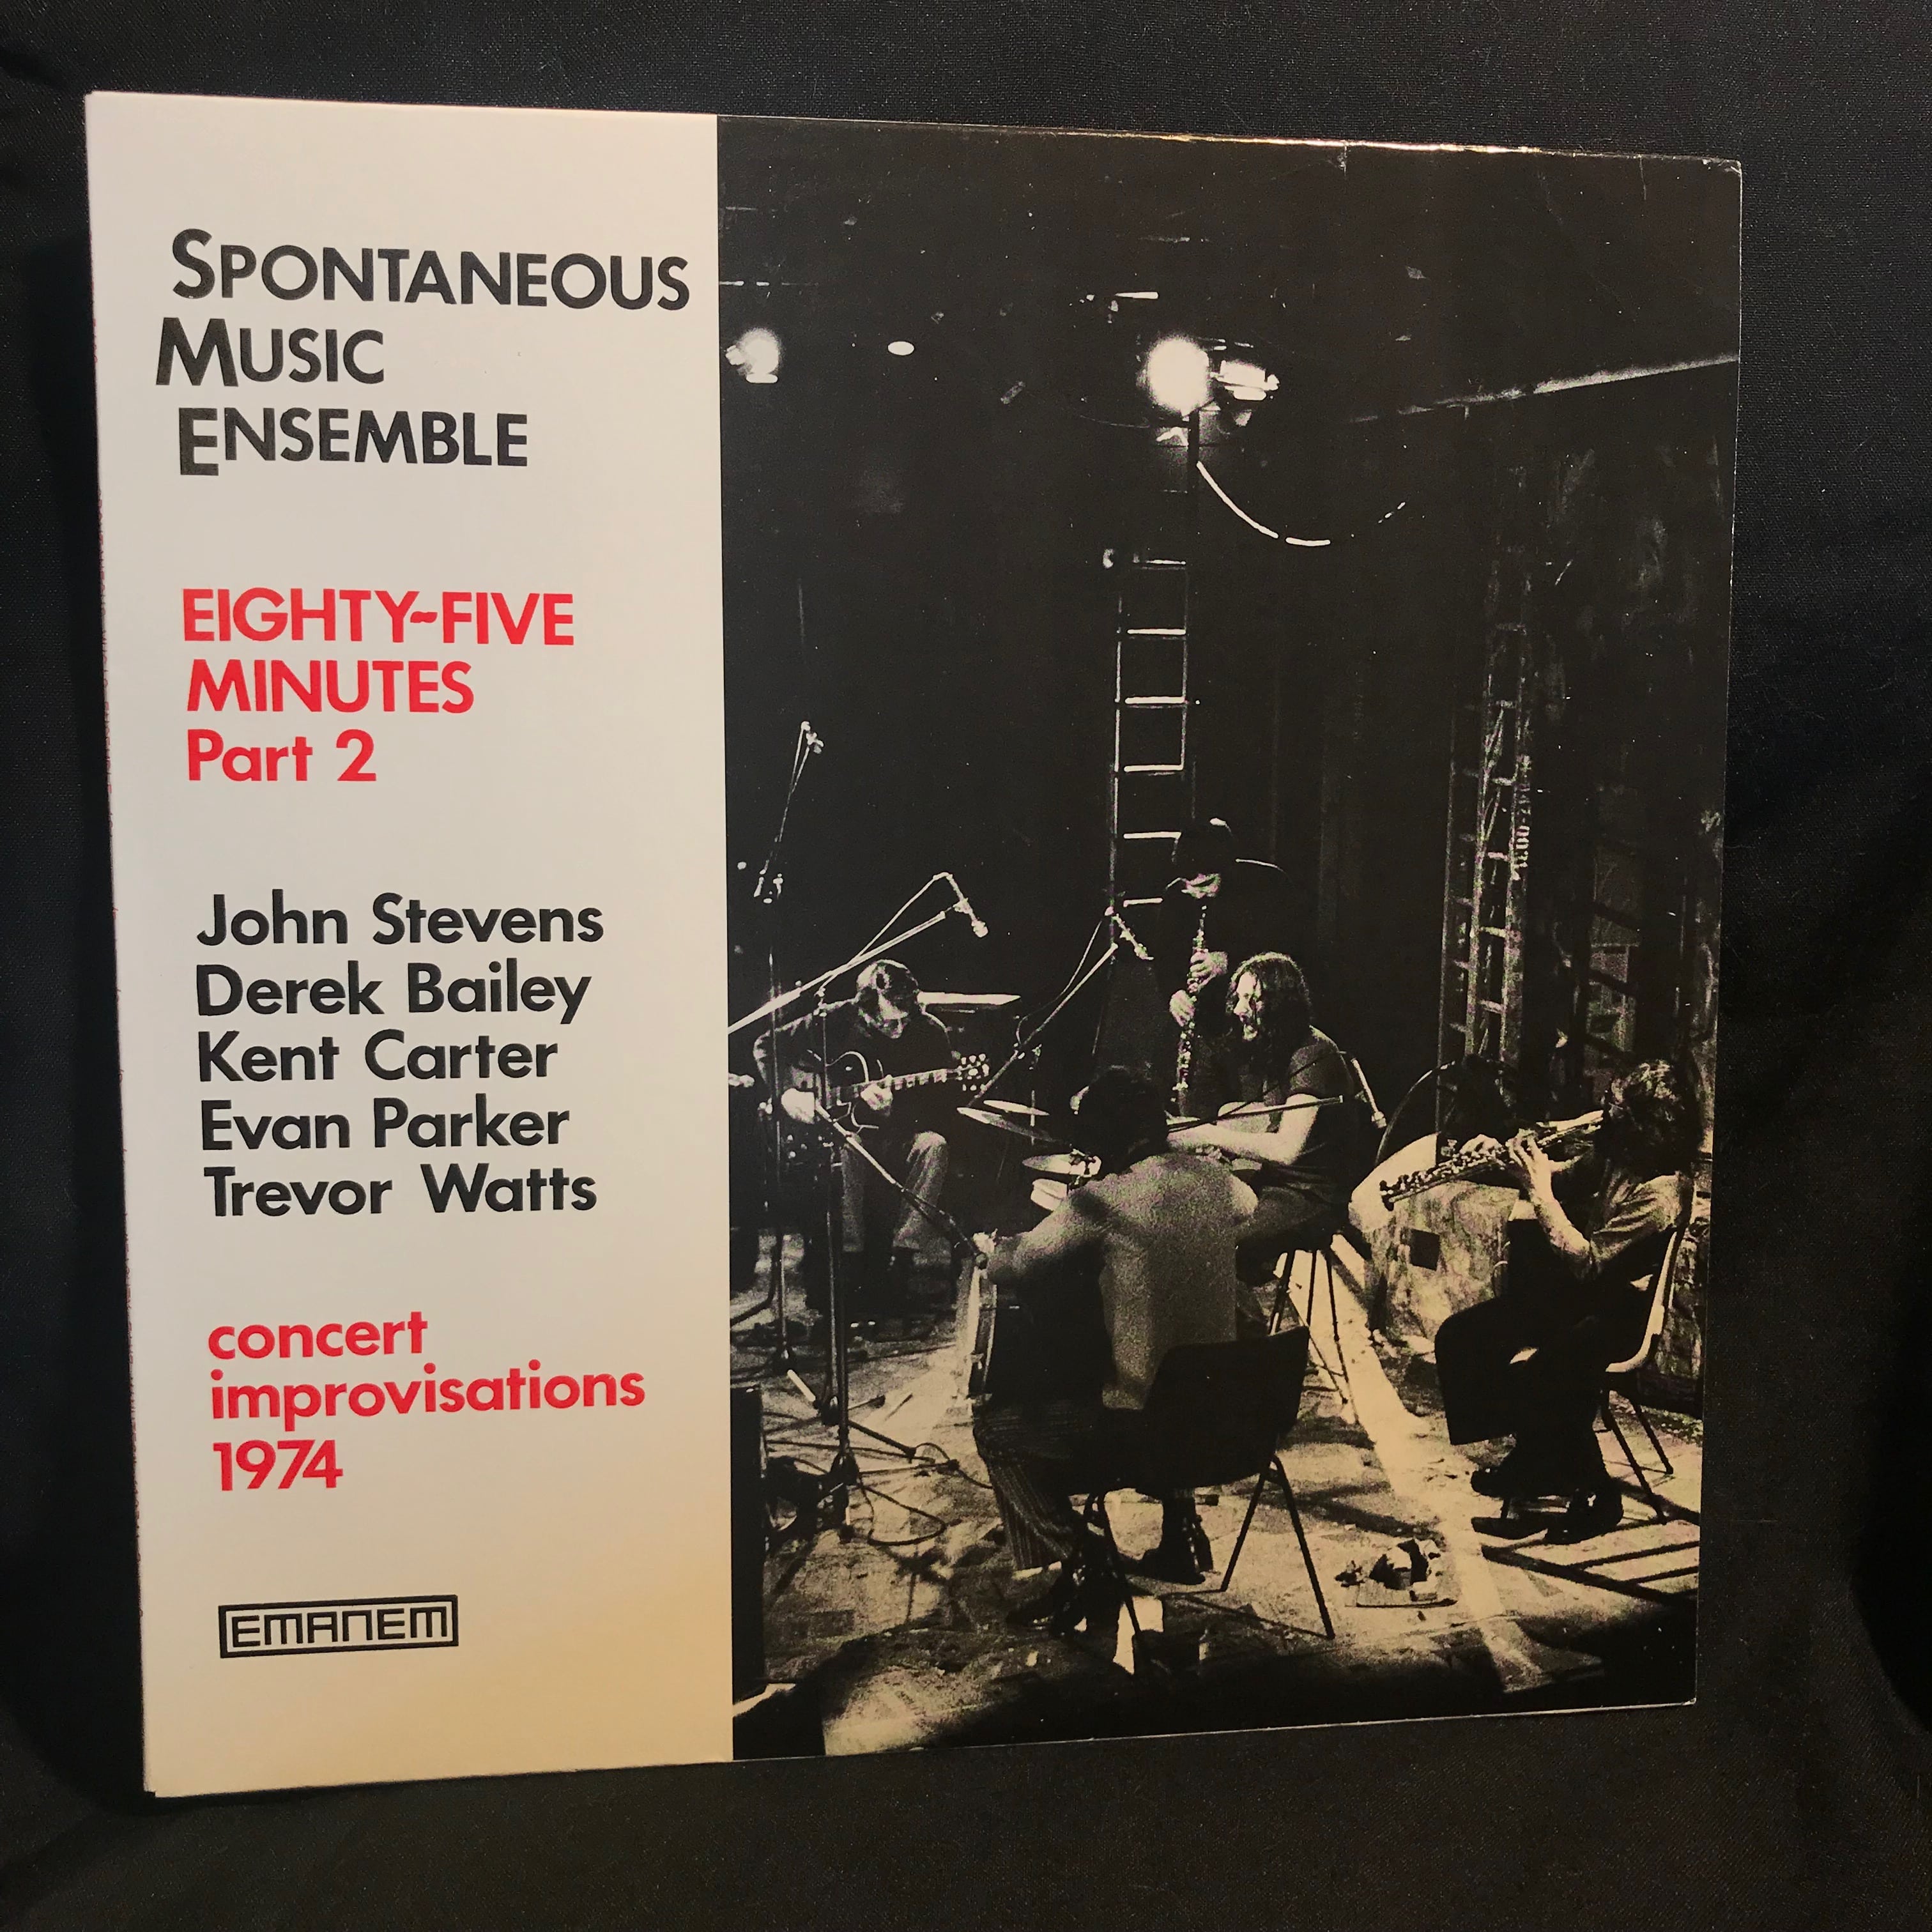 SPONTANEOUS
MUSIC
ENSEMBLE
EIGHTY-FIVE
MINUTES
Part 2
John Stevens
Derek Bailey
Kent Carter
Evan Parker
Trevor Watts
concert
improvisations
1974
EMANEM